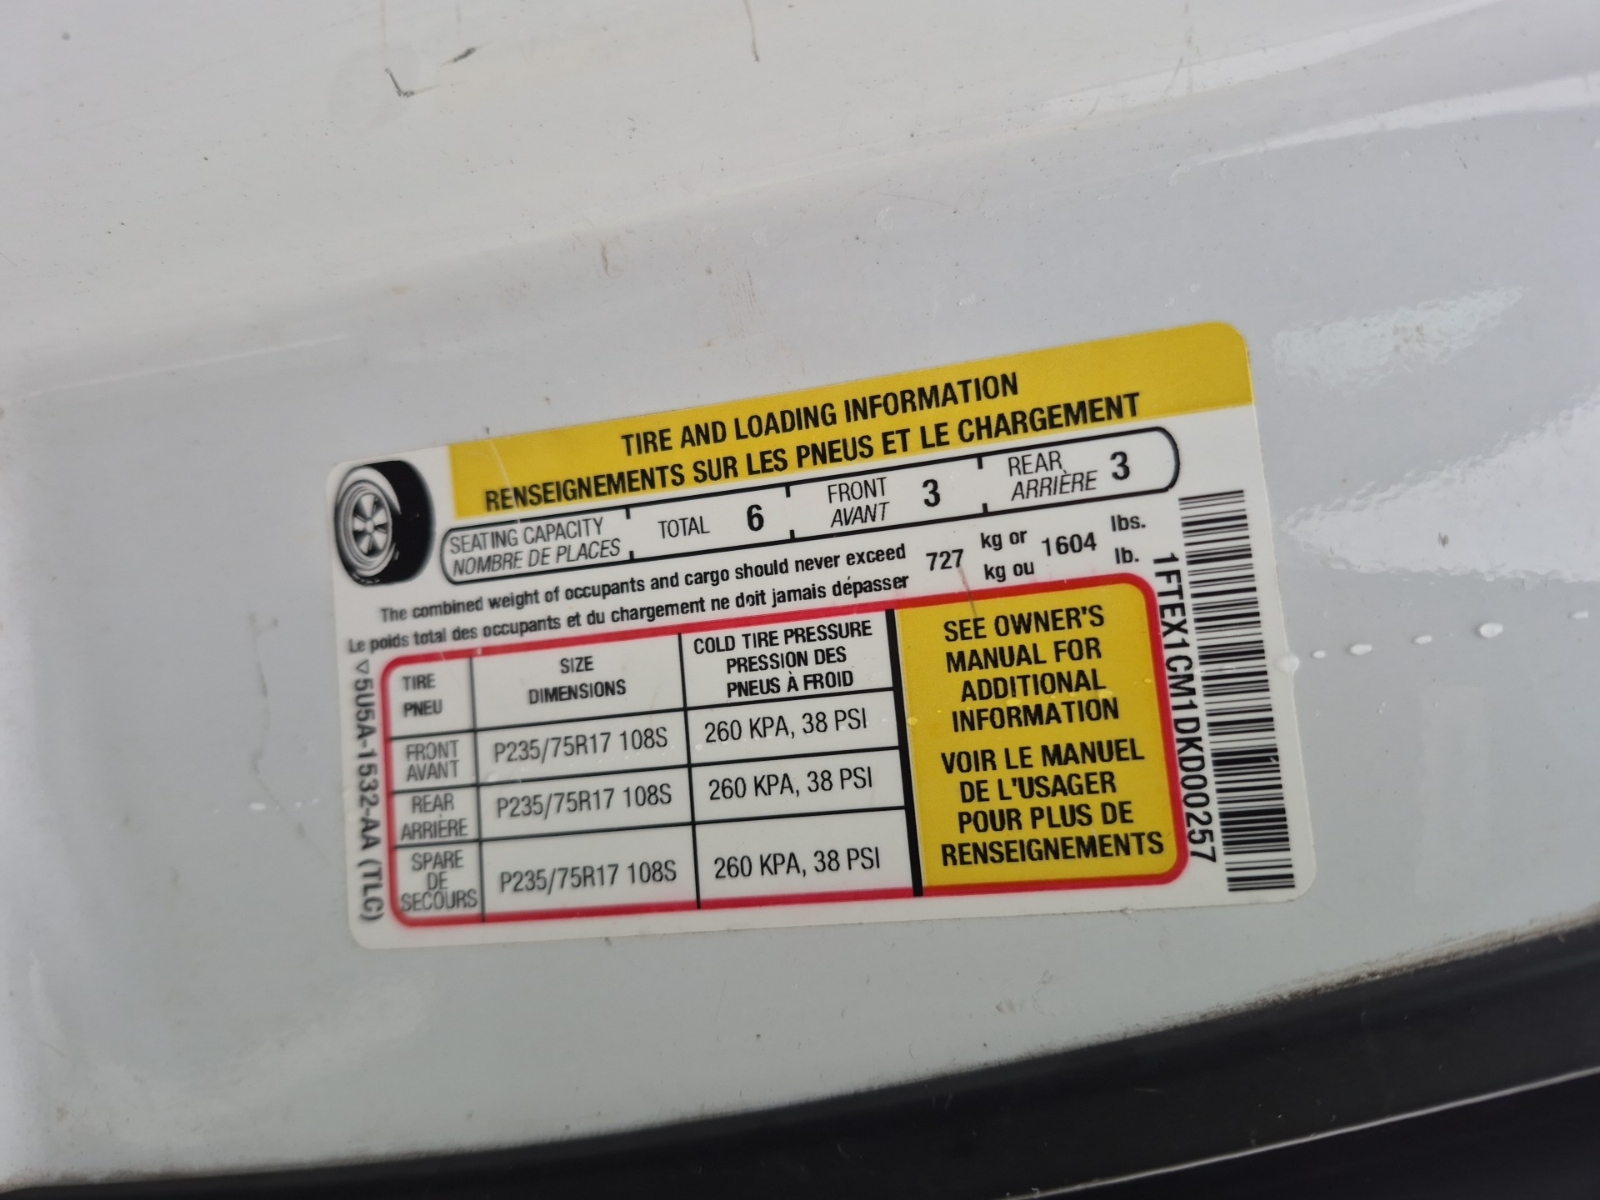 TIRE AND LOADING INFORMATION
RENSEIGNEMENTS SUR LES PNEUS ET LE CHARGEMENT
SEATING CAPACITY TOTAL 6 FRONT 3 REAR 3
NOMBRE DE PLACES AVANT ARRIÈRE
The combined weight of occupants and cargo should never exceed 727 kg or 1604 lbs.
Le poids total des occupants et du chargement ne doit jamais dépasser kg ou lb.
TIRE SIZE COLD TIRE PRESSURE
PNEU DIMENSIONS PRESSION DES
PNEUS À FROID
FRONT P235/75R17 108S 260 KPA, 38 PSI
AVANT
REAR P235/75R17 108S 260 KPA, 38 PSI
ARRIÈRE
SPARE P235/75R17 108S 260 KPA, 38 PSI
DE
SECOURS
SEE OWNER'S
MANUAL FOR
ADDITIONAL
INFORMATION
VOIR LE MANUEL
DE L'USAGER
POUR PLUS DE
RENSEIGNEMENTS
▽5U5A-1532-AA (TLC)
1FTEX1CM1DKD00257